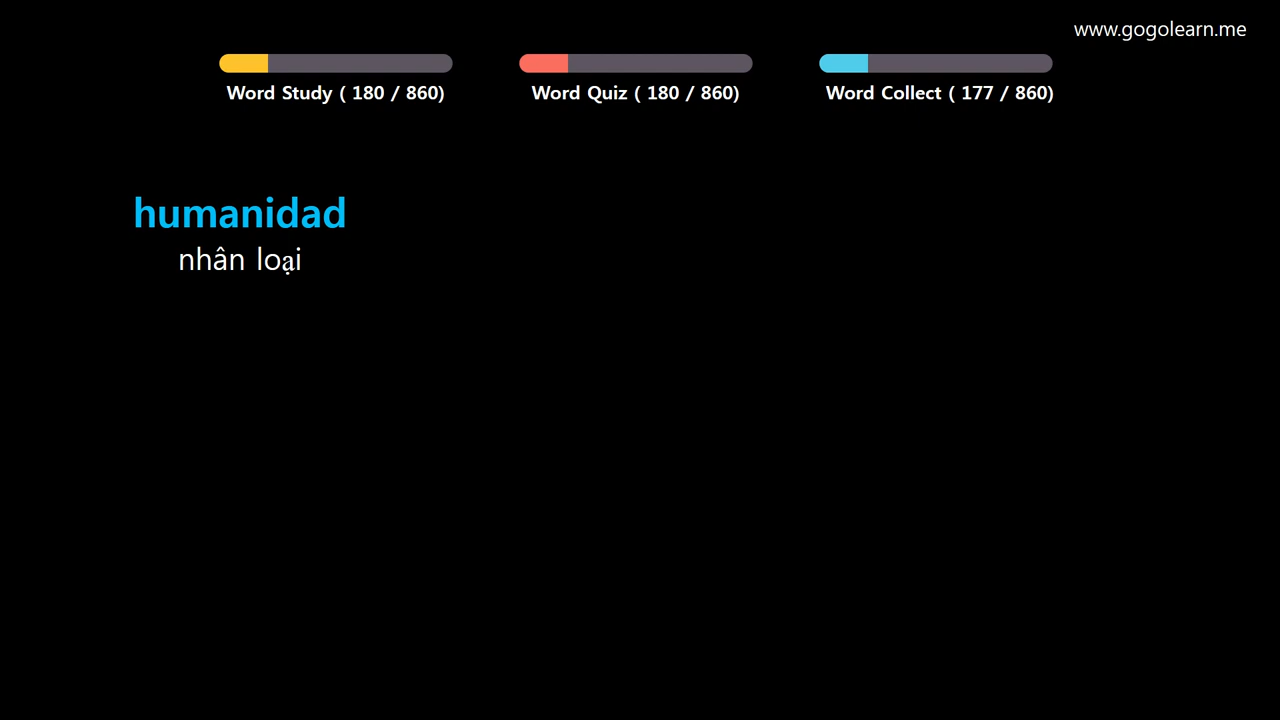 www.gogolearn.me
Word Study ( 180 / 860)
Word Quiz ( 180 / 860)
Word Collect ( 177 / 860)
humanidad
nhân loại